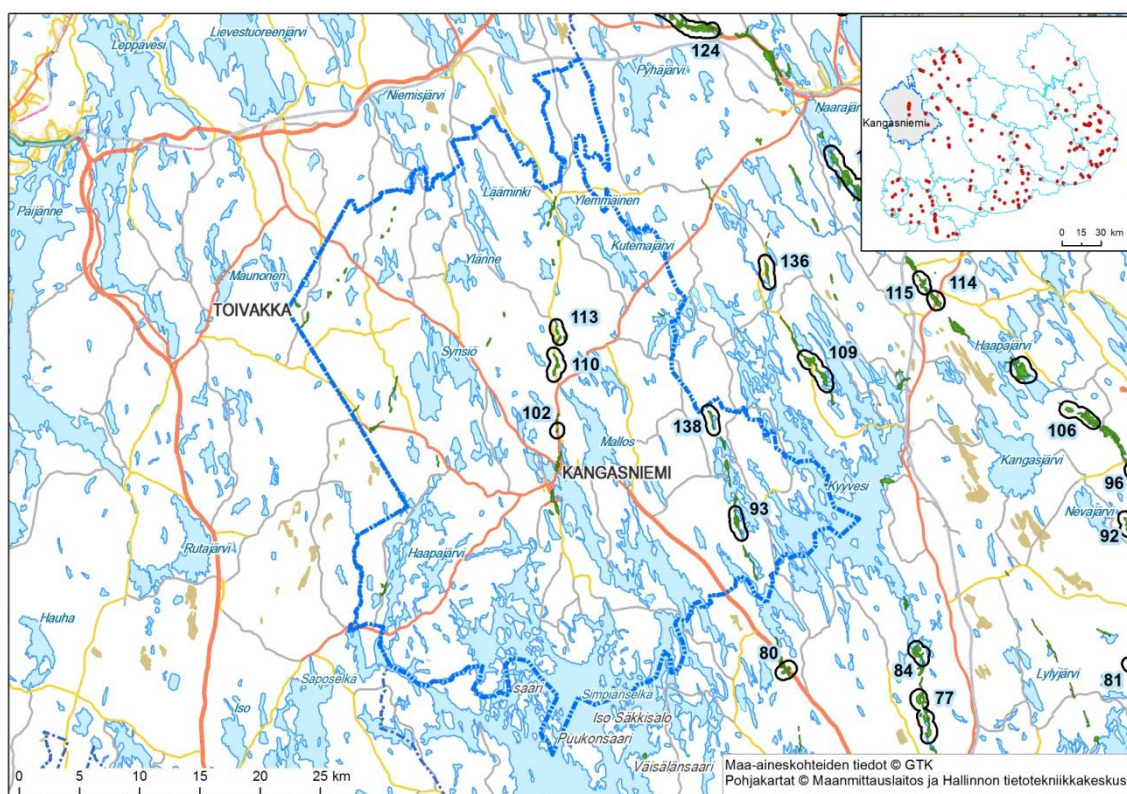 Leppävesi
Lievestuoreenjärvi
124
Pyhäjärvi
Niemisjärvi
Naarajär
Kangasniemi
0 15 30 km
Lääminki
Ylemmäinen
Päijänne
Kutemajärvi
Ylänne
136
Maunonen
115
114
TOIVAKKA
113
Haapajärvi
Synsiö
110
109
102
106
138
Mallos
KANGASNIEMI
Kangasjärvi
96
Kyyvesi
Nevajärvi
93
92
Rutajärvi
Haapajärvi
Hauha
80
84
81
Saposelkä
Lylyjärvi
Iso
saari
Simpiänselkä
77
Iso Säkkisalo
Puukonsaari
Väisälänsaari
0 5 10 15 20 25 km
Maa-aineskohteiden tiedot © GTK
Pohjakartat © Maanmittauslaitos ja Hallinnon tietotekniikkakeskus